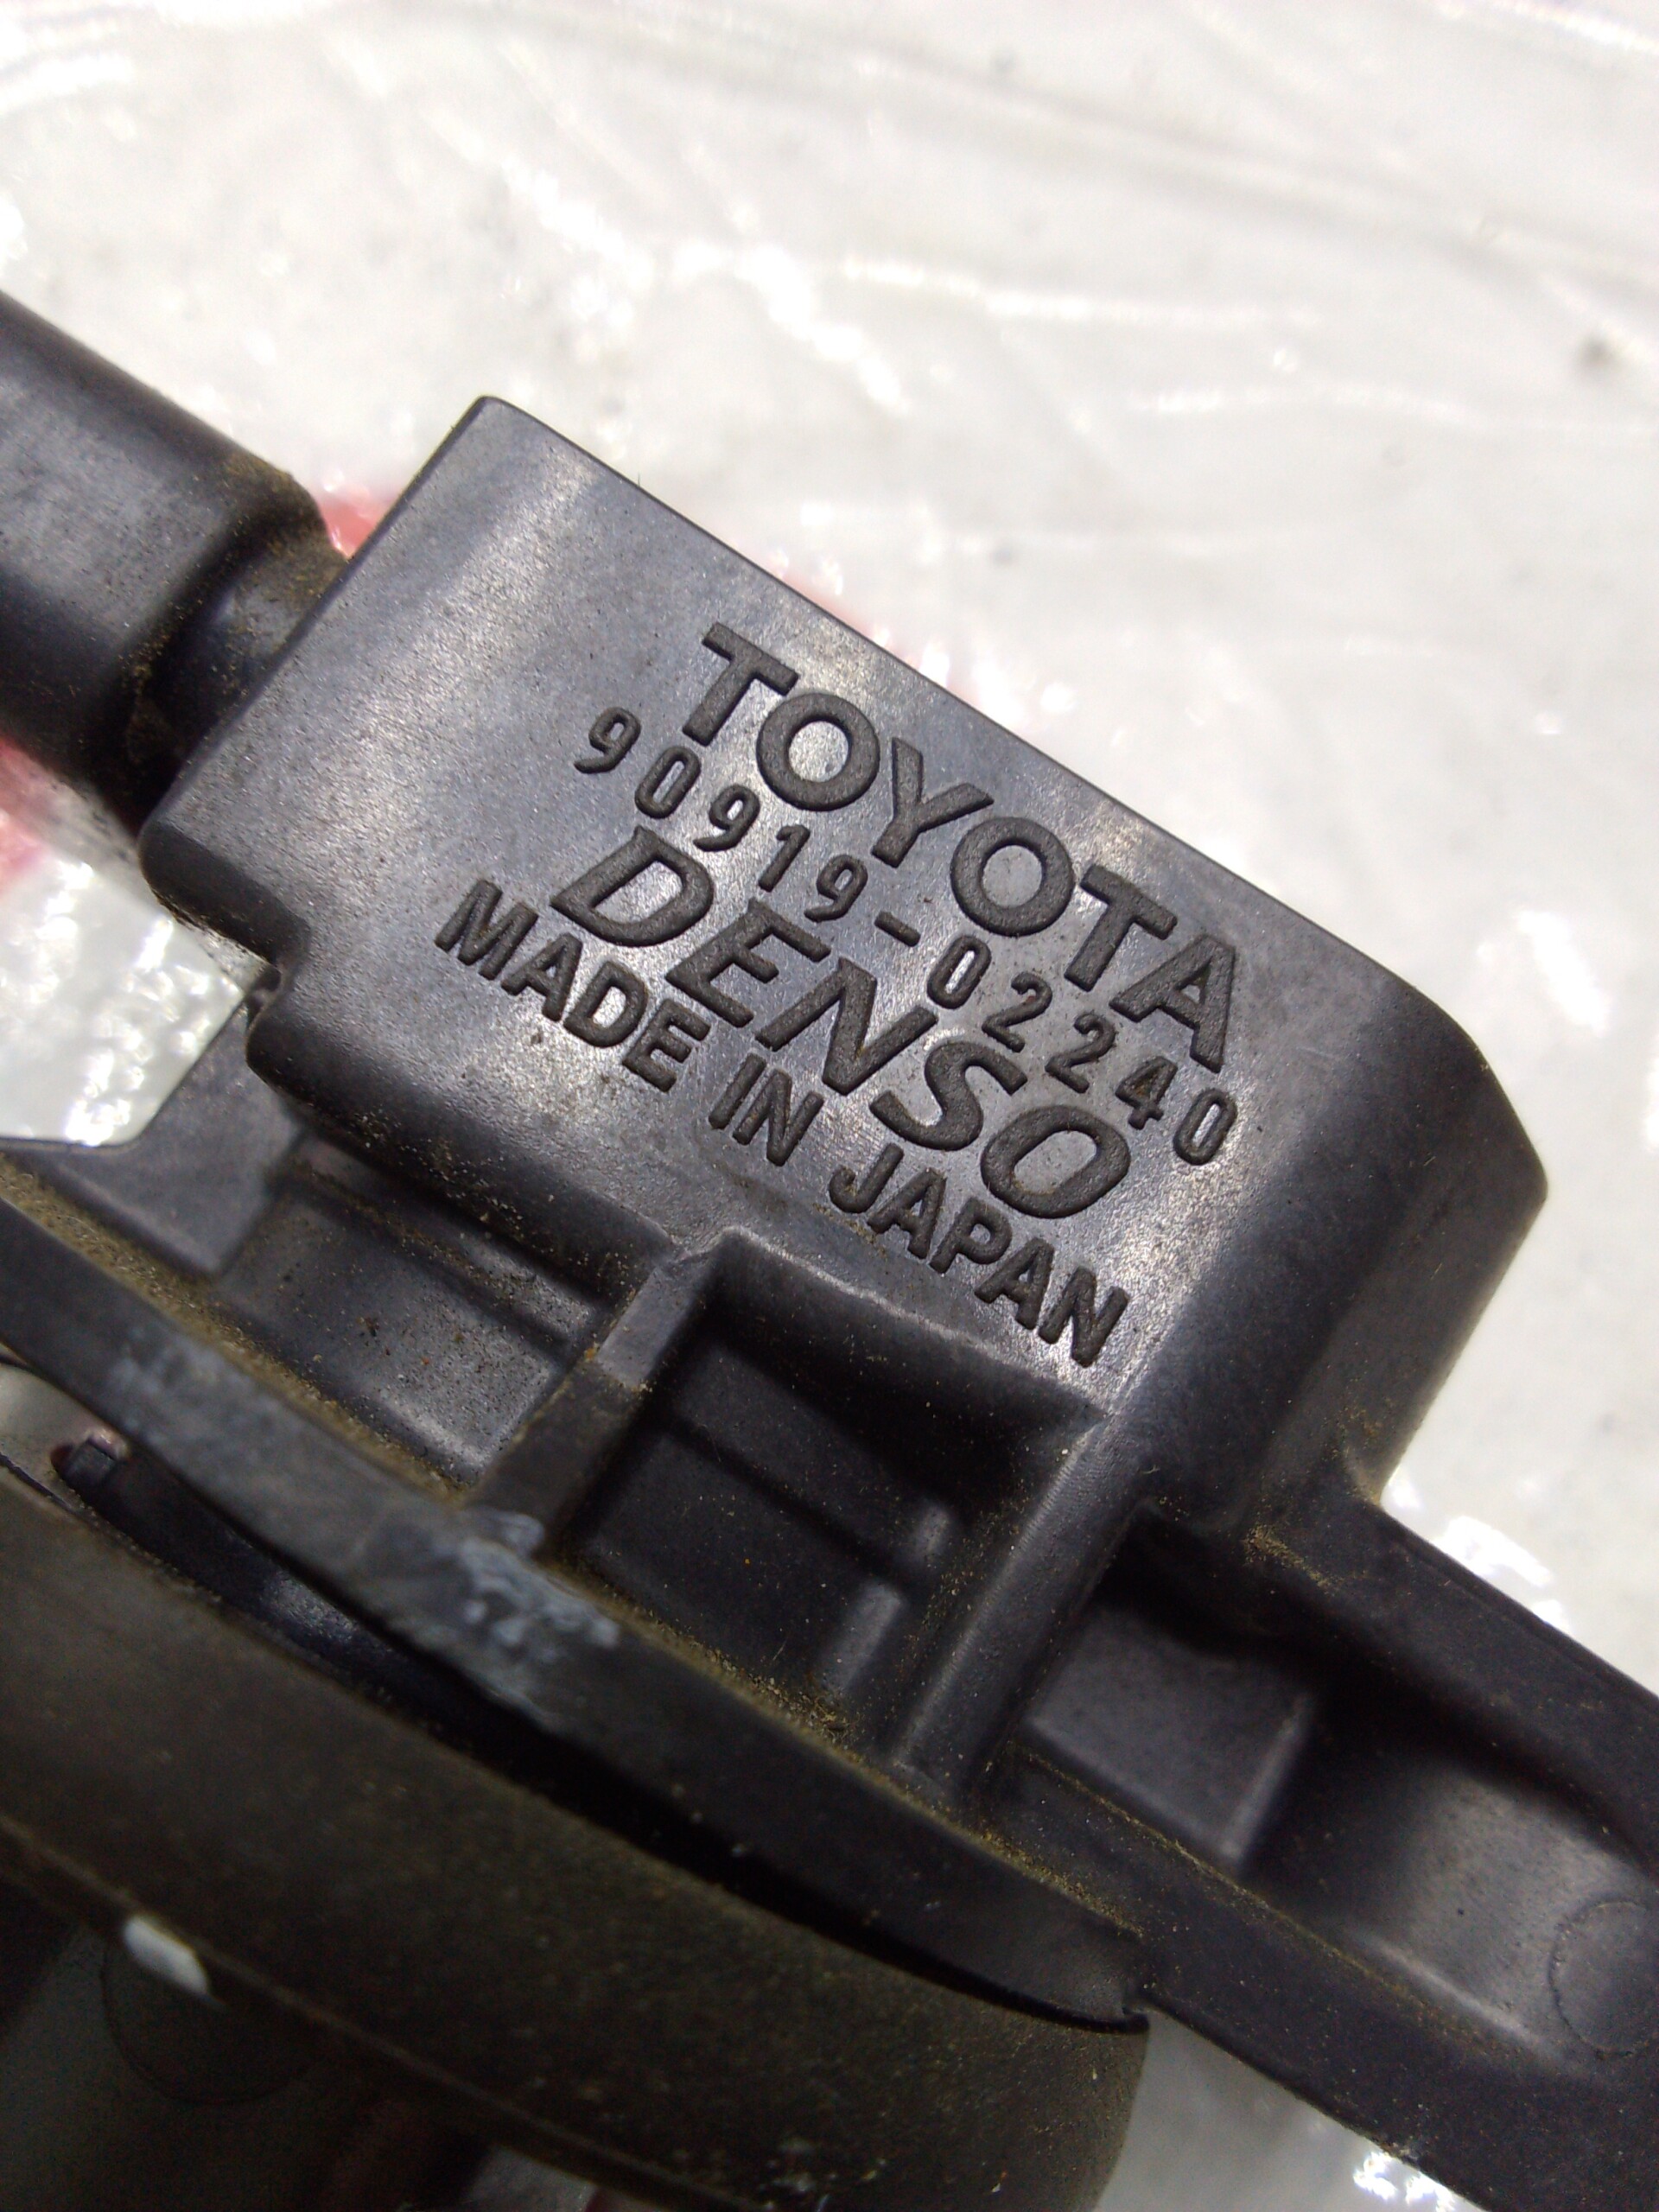 TOYOTA
90919-02240
DENSO
MADE IN JAPAN